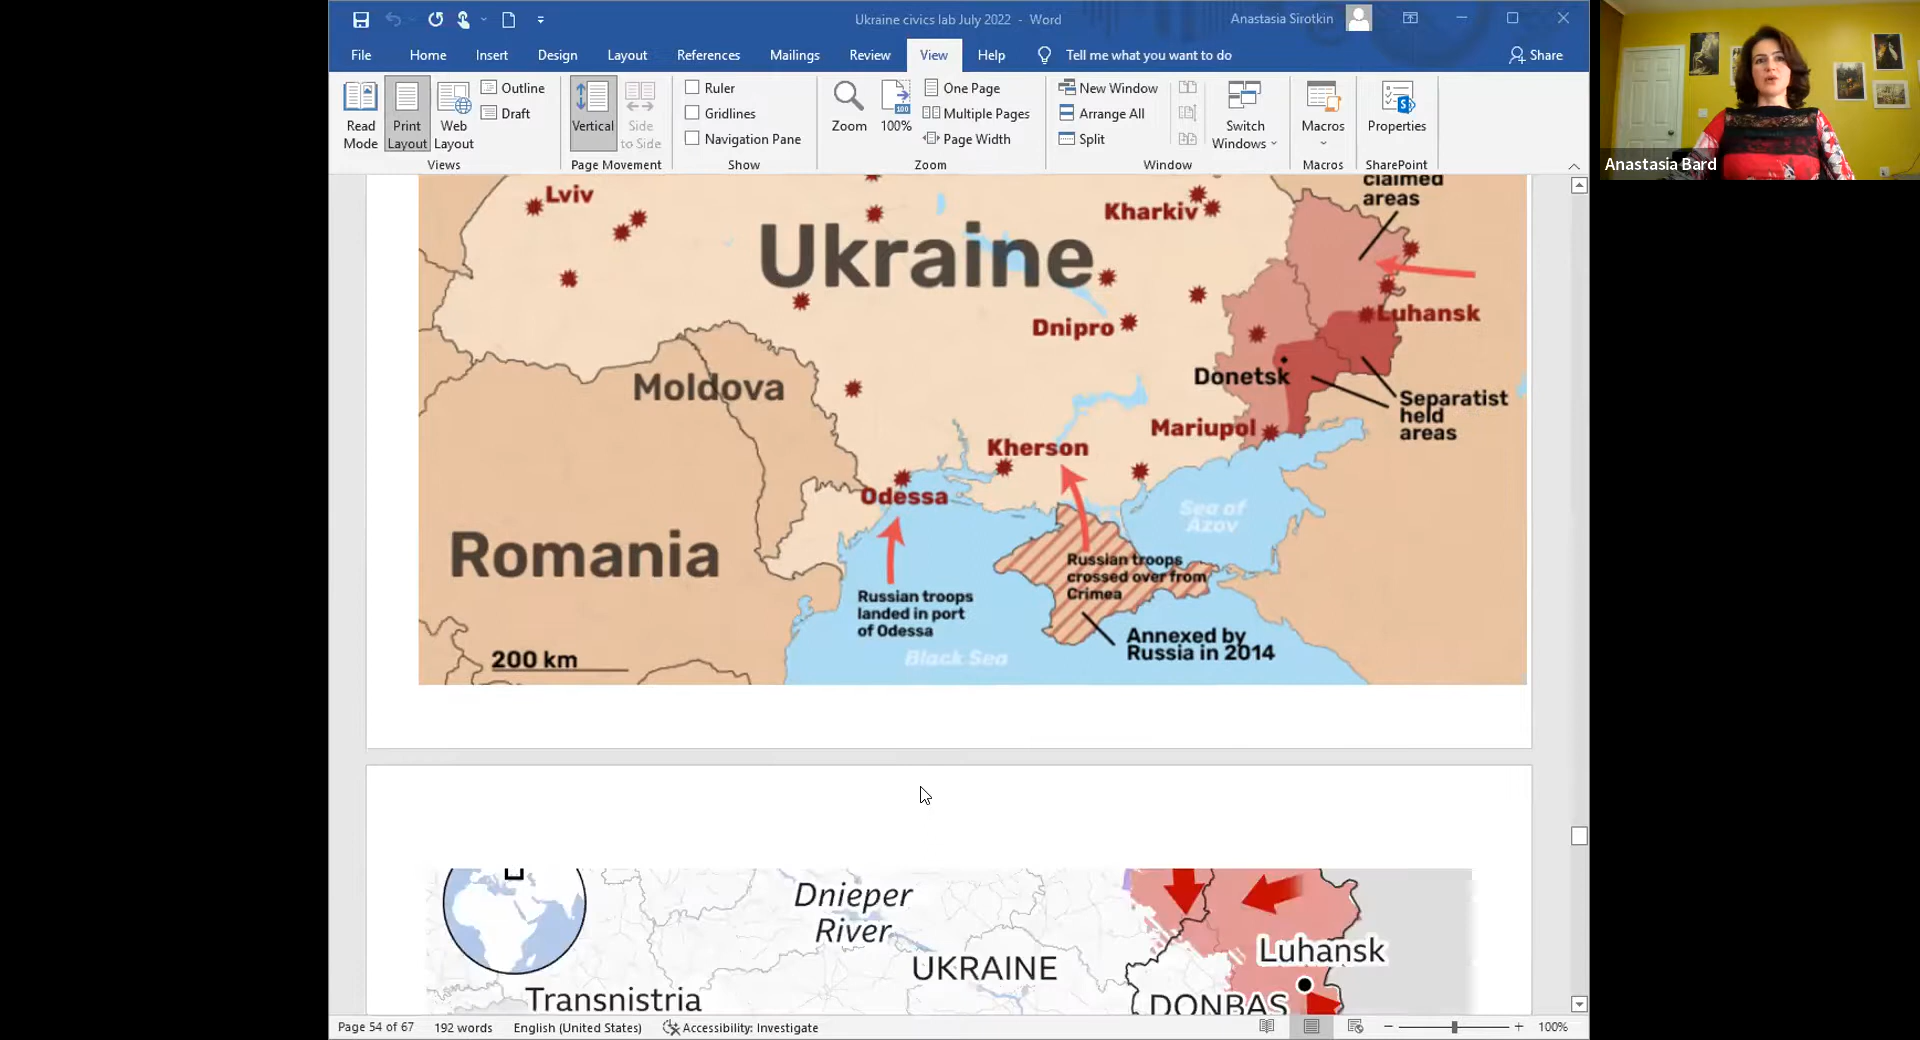 Ukraine civics lab July 2022 - Word
Anastasia Sirotkin
File
Home
Insert
Design
Layout
References
Mailings
Review
View
Help
Tell me what you want to do
Share
Read Mode
Print Layout
Web Layout
Outline
Draft
Views
Vertical
Side to Side
Page Movement
Ruler
Gridlines
Navigation Pane
Show
Zoom
100
100%
One Page
Multiple Pages
Page Width
Zoom
New Window
Arrange All
Split
Switch Windows
Window
Macros
Macros
Properties
SharePoint
Anastasia Bard
Lviv
Ukraine
Kharkiv
claimed
areas
Luhansk
Dnipro
Moldova
Donetsk
Separatist
held
areas
Mariupol
Kherson
Odessa
Sea of
Azov
Romania
Russian troops
crossed over from
Crimea
Russian troops
landed in port
of Odessa
Annexed by
Russia in 2014
Black Sea
200 km
Dnieper
River
UKRAINE
Luhansk
Transnistria
DONBAS
Page 54 of 67
192 words
English (United States)
Accessibility: Investigate
100%